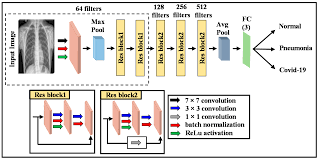 64 filters
128 filters
256 filters
512 filters
Input image
Max Pool
Res block1
Res block1
Res block2
Res block2
Res block2
Avg Pool
FC (3)
Normal
Pneumonia
Covid-19
Res block1
Res block2
7 × 7 convolution
3 × 3 convolution
1 × 1 convolution
batch normalization
ReLu activation